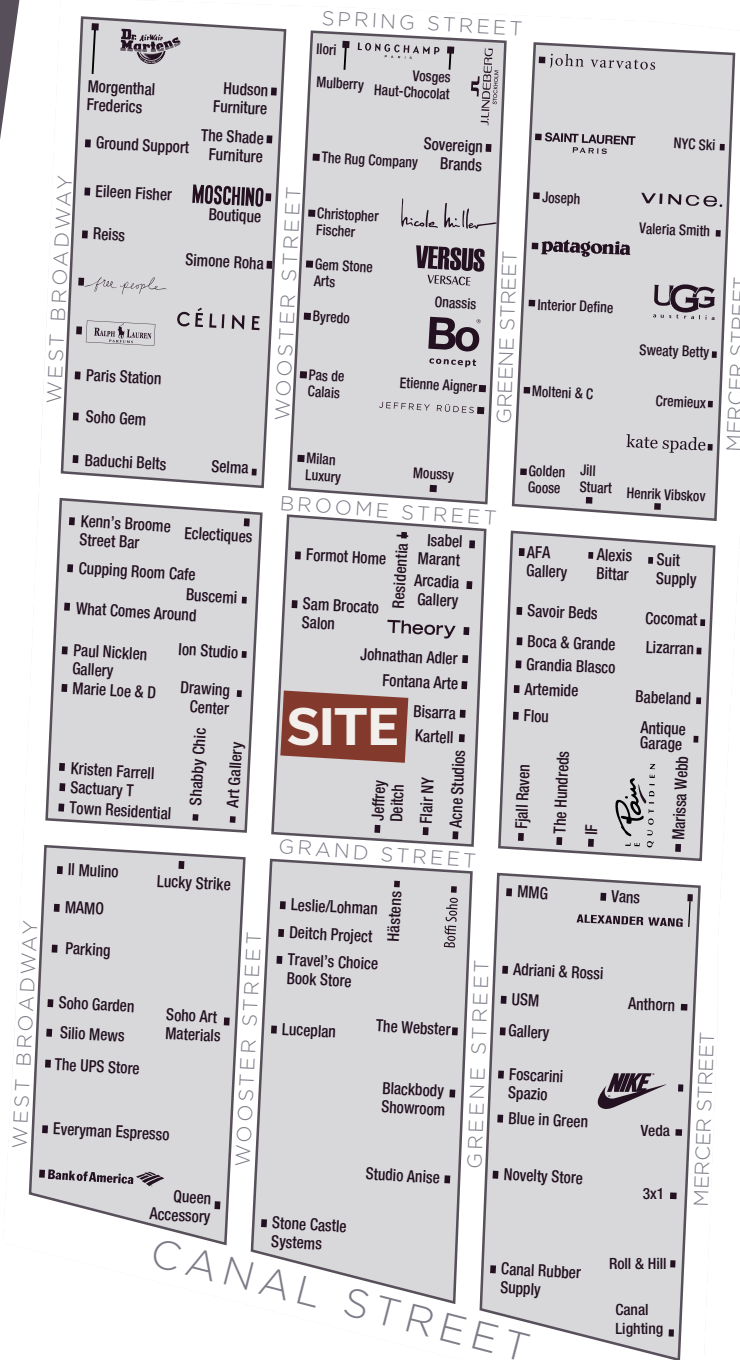 SPRING STREET
WEST BROADWAY
WOOSTER STREET
GREENE STREET
MERCER STREET
Dr. AirWair
Martens
Morgenthal
Frederics
Hudson
Furniture
Ground Support
The Shade
Furniture
Eileen Fisher
MOSCHINO
Boutique
Reiss
Simone Roha
free people
CÉLINE
RALPH LAUREN
PARFUMS
Paris Station
Soho Gem
Baduchi Belts
Selma
Ilori
LONGCHAMP
PARIS
Mulberry
Vosges
Haut-Chocolat
J.LINDEBERG
STOCKHOLM
Sovereign
Brands
The Rug Company
Christopher
Fischer
nicole miller
Gem Stone
Arts
VERSUS
VERSACE
Onassis
Byredo
Bo®
concept
Pas de
Calais
Etienne Aigner
JEFFREY RÜDES
Milan
Luxury
Moussy
john varvatos
SAINT LAURENT
PARIS
NYC Ski
Joseph
VINCE.
Valeria Smith
patagonia
UGG
australia
Interior Define
Sweaty Betty
Molteni & C
Cremieux
kate spade
Golden
Goose
Jill
Stuart
Henrik Vibskov
BROOME STREET
Kenn's Broome
Street Bar
Eclectiques
Cupping Room Cafe
Buscemi
What Comes Around
Paul Nicklen
Gallery
Ion Studio
Marie Loe & D
Drawing
Center
Kristen Farrell
Sactuary T
Town Residential
Shabby Chic
Art Gallery
Formot Home
Residentia
Isabel
Marant
Arcadia
Gallery
Sam Brocato
Salon
Theory
Johnathan Adler
Fontana Arte
SITE
Bisarra
Kartell
Jeffrey
Deitch
Flair NY
Acne Studios
AFA
Gallery
Alexis
Bittar
Suit
Supply
Savoir Beds
Cocomat
Boca & Grande
Lizarran
Grandia Blasco
Artemide
Babeland
Flou
Antique
Garage
Fjall Raven
The Hundreds
IF
LE
Pain
QUOTIDIEN
Marissa Webb
GRAND STREET
WEST BROADWAY
WOOSTER STREET
GREENE STREET
MERCER STREET
Il Mulino
Lucky Strike
MAMO
Parking
Soho Garden
Soho Art
Materials
Silio Mews
The UPS Store
Everyman Espresso
Bank of America
Queen
Accessory
Leslie/Lohman
Hästens
Boffi Soho
Deitch Project
Travel's Choice
Book Store
Luceplan
The Webster
Blackbody
Showroom
Studio Anise
Stone Castle
Systems
MMG
Vans
ALEXANDER WANG
Adriani & Rossi
USM
Anthorn
Gallery
Foscarini
Spazio
NIKE
Blue in Green
Veda
Novelty Store
3x1
Canal Rubber
Supply
Roll & Hill
Canal
Lighting
CANAL STREET